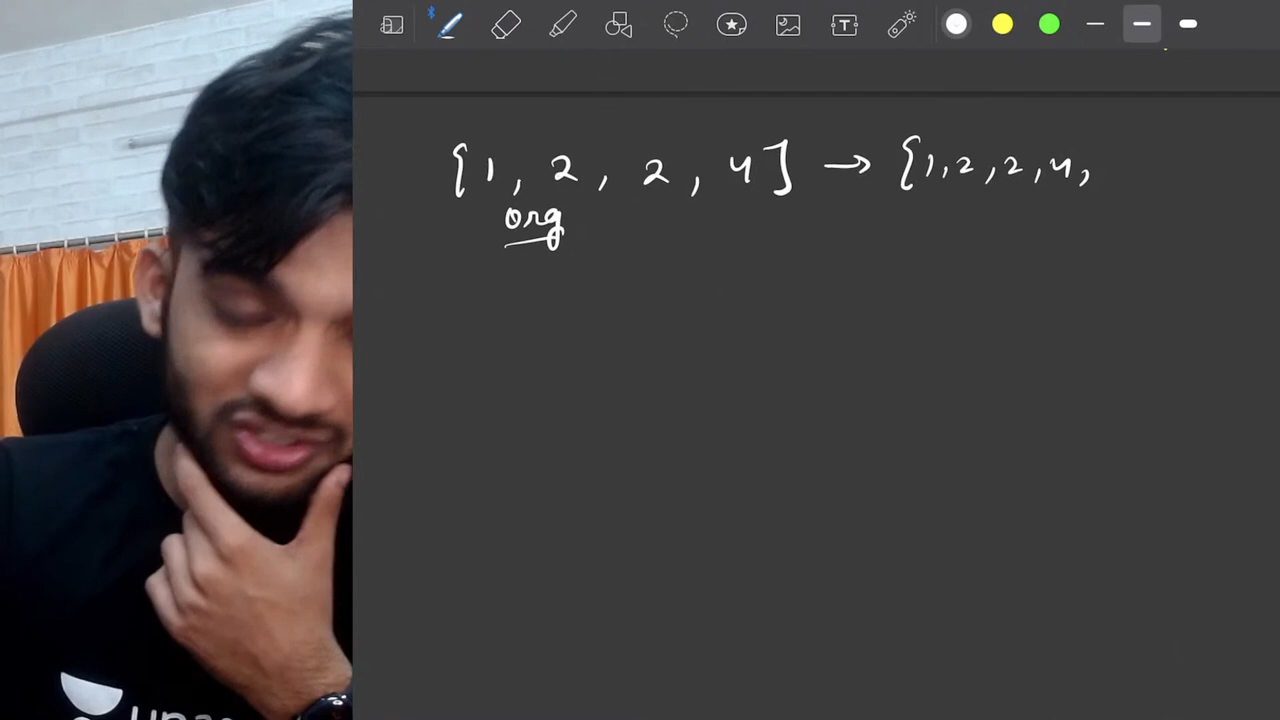 {1, 2, 2, 4] → {1,2,2,4,
org